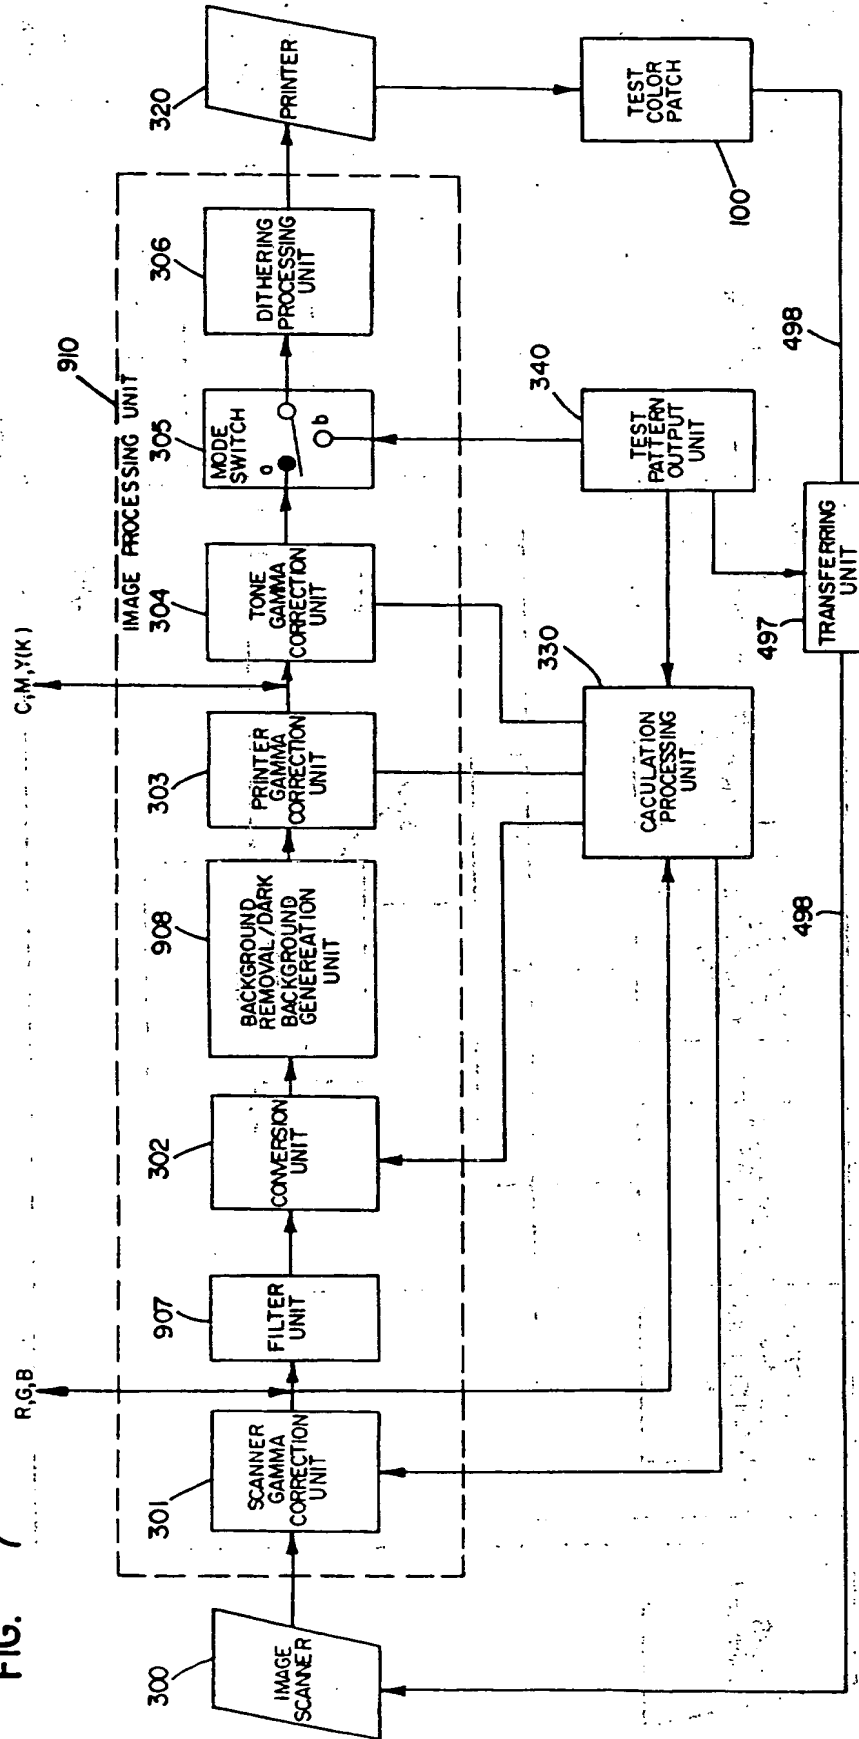 FIG. 7
R,G,B
C,M,Y(K)
910
IMAGE PROCESSING UNIT
300
IMAGE
SCANNER
301
SCANNER
GAMMA
CORRECTION
UNIT
907
FILTER
UNIT
302
CONVERSION
UNIT
908
BACKGROUND
REMOVAL/DARK
BACKGROUND
GENEREATION
UNIT
303
PRINTER
GAMMA
CORRECTION
UNIT
304
TONE
GAMMA
CORRECTION
UNIT
305
MODE
SWITCH
a
b
306
DITHERING
PROCESSING
UNIT
320
PRINTER
330
CACULATION
PROCESSING
UNIT
340
TEST
PATTERN
OUTPUT
UNIT
100
TEST
COLOR
PATCH
498
497
TRANSFERRING
UNIT
498